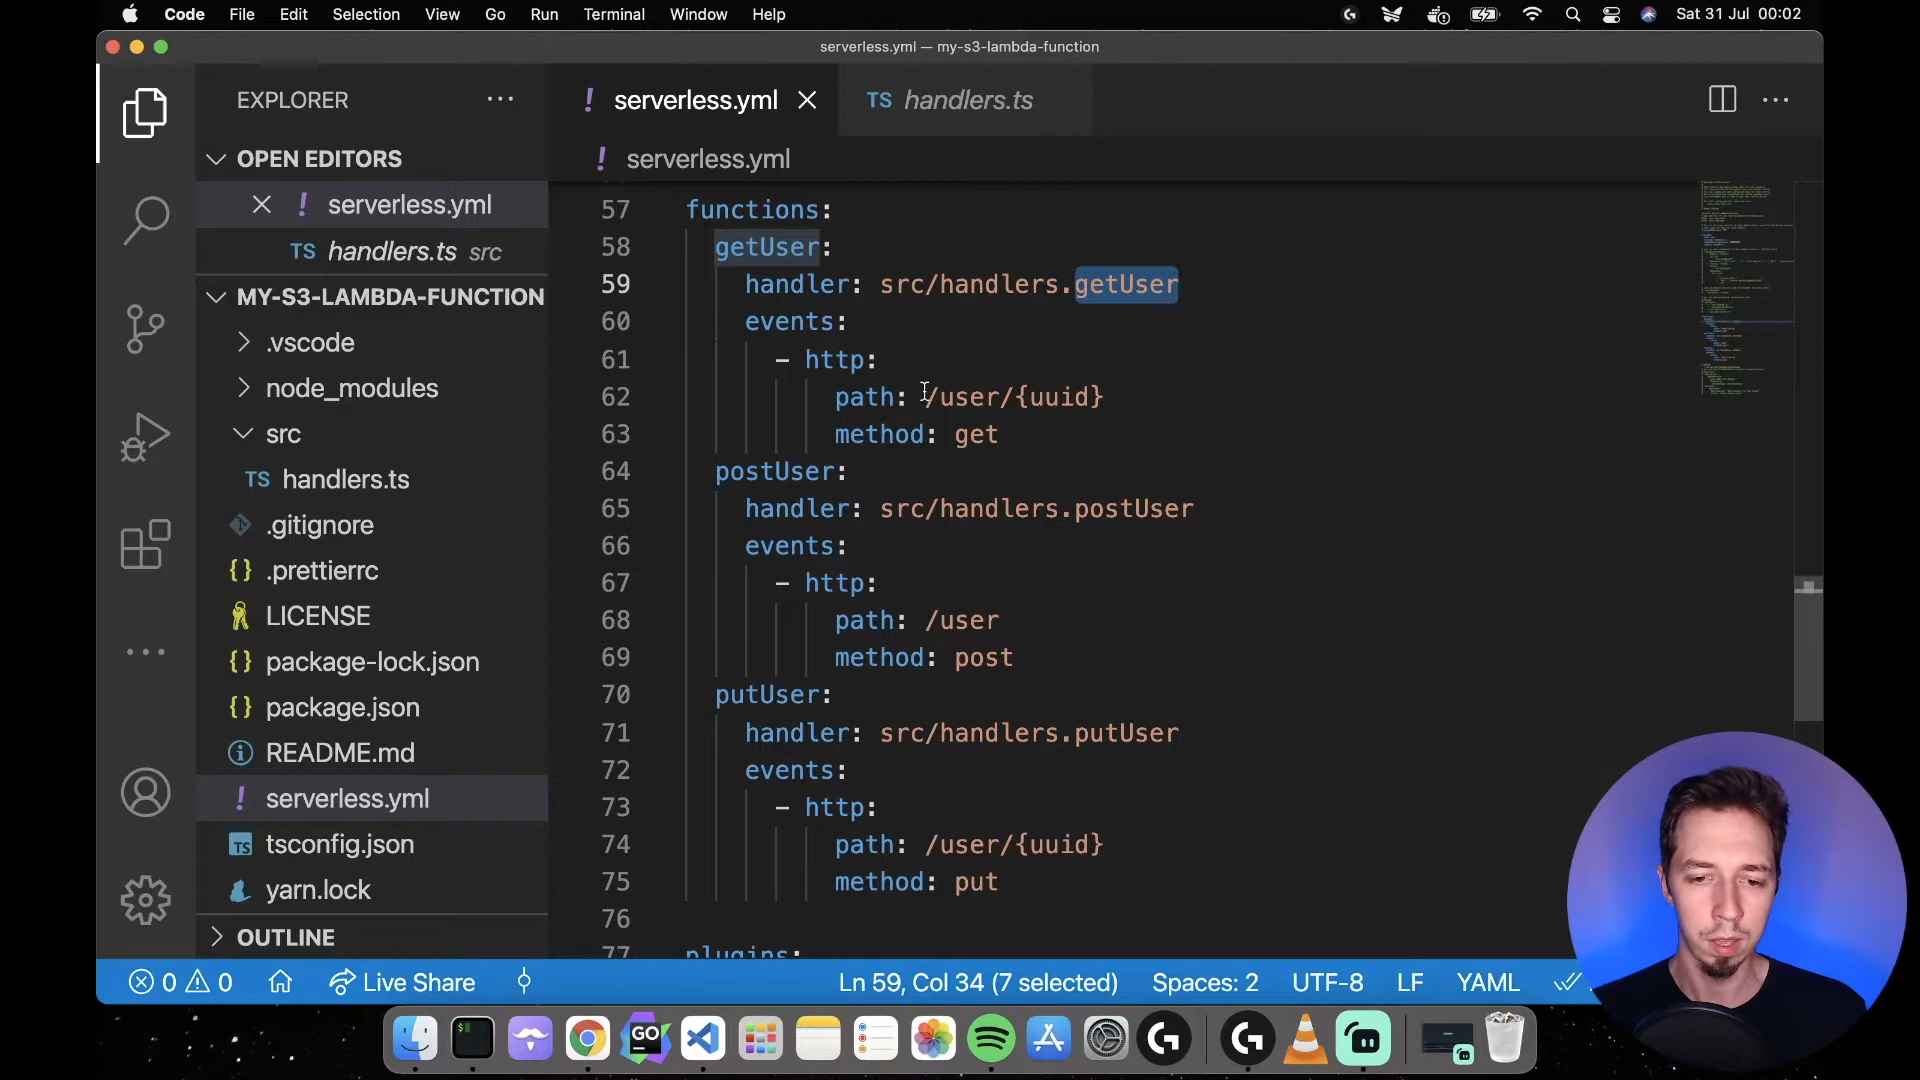 Code File Edit Selection View Go Run Terminal Window Help Sat 31 Jul 00:02
serverless.yml — my-s3-lambda-function
EXPLORER ···
! serverless.yml
TS handlers.ts
OPEN EDITORS
! serverless.yml
! serverless.yml
TS handlers.ts src
MY-S3-LAMBDA-FUNCTION
.vscode
node_modules
src
TS handlers.ts
.gitignore
{} .prettierrc
LICENSE
{} package-lock.json
{} package.json
README.md
! serverless.yml
TS tsconfig.json
yarn.lock
OUTLINE
57 functions:
58 getUser:
59 handler: src/handlers.getUser
60 events:
61 - http:
62 path: /user/{uuid}
63 method: get
64 postUser:
65 handler: src/handlers.postUser
66 events:
67 - http:
68 path: /user
69 method: post
70 putUser:
71 handler: src/handlers.putUser
72 events:
73 - http:
74 path: /user/{uuid}
75 method: put
76
77 plugins:
0 0 Live Share Ln 59, Col 34 (7 selected) Spaces: 2 UTF-8 LF YAML
$ GO